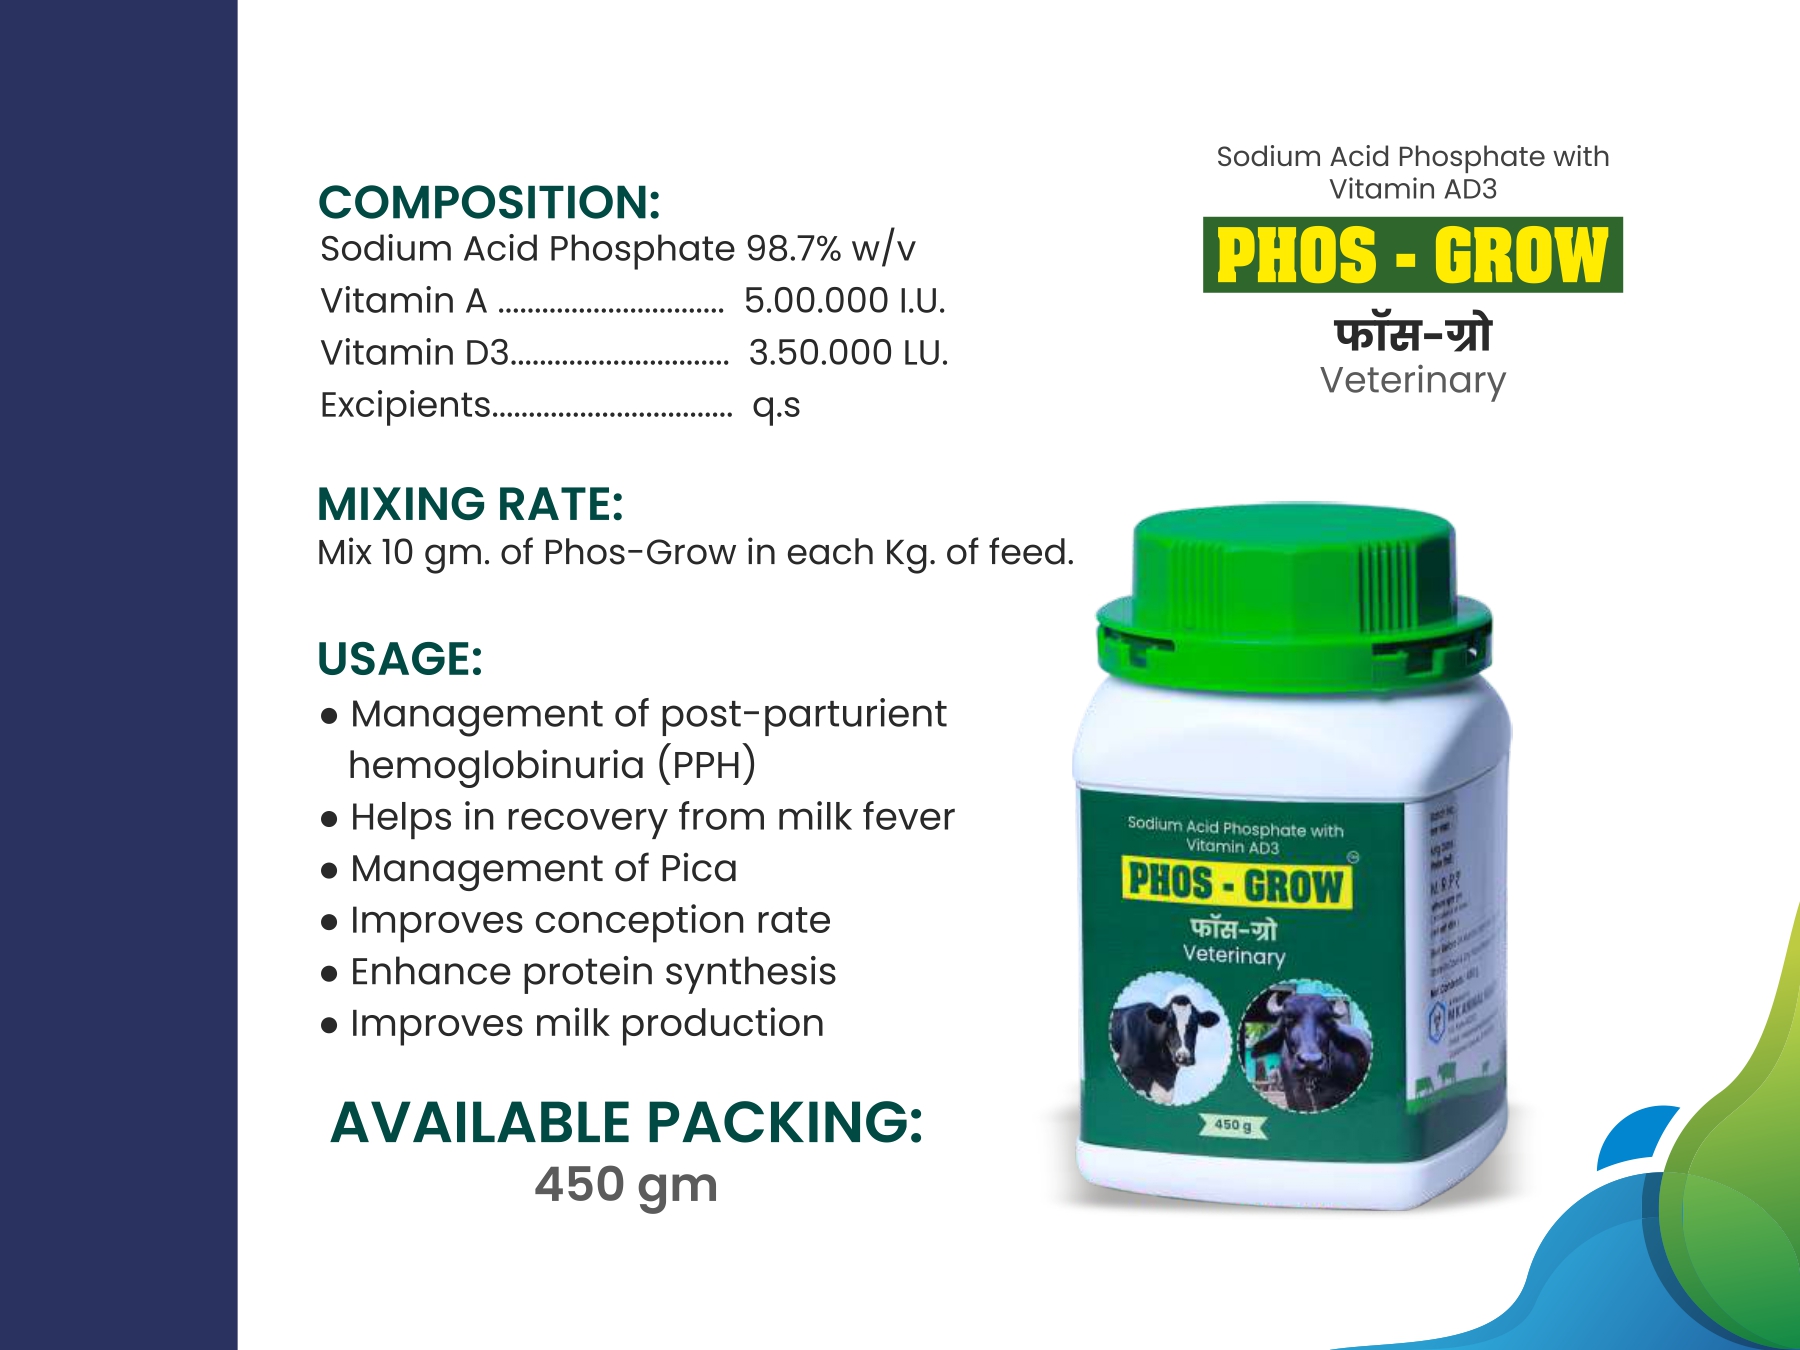 COMPOSITION:
Sodium Acid Phosphate 98.7% w/v
Vitamin A ............................... 5.00.000 I.U.
Vitamin D3.............................. 3.50.000 LU.
Excipients................................. q.s
MIXING RATE:
Mix 10 gm. of Phos-Grow in each Kg. of feed.
USAGE:
● Management of post-parturient
hemoglobinuria (PPH)
● Helps in recovery from milk fever
● Management of Pica
● Improves conception rate
● Enhance protein synthesis
● Improves milk production
AVAILABLE PACKING:
450 gm
Sodium Acid Phosphate with
Vitamin AD3
PHOS - GROW
फॉस-ग्रो
Veterinary
Sodium Acid Phosphate with
Vitamin AD3
PHOS - GROW
फॉस-ग्रो
Veterinary
450 g